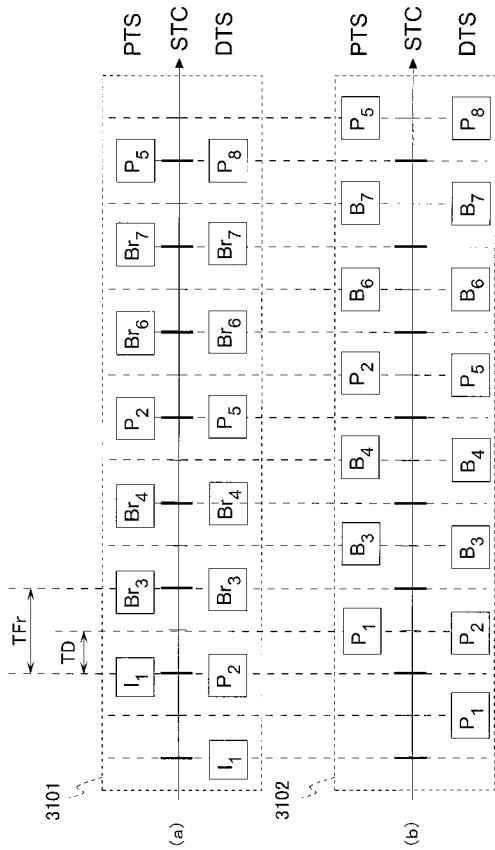 TFr
TD
3101
(a)
I1 Br3 Br4 P2 Br6 Br7 P5 PTS
STC
I1 P2 Br3 Br4 P5 Br6 Br7 P8 DTS
3102
(b)
P1 B3 B4 P2 B6 B7 P5 PTS
STC
P1 P2 B3 B4 P5 B6 B7 P8 DTS